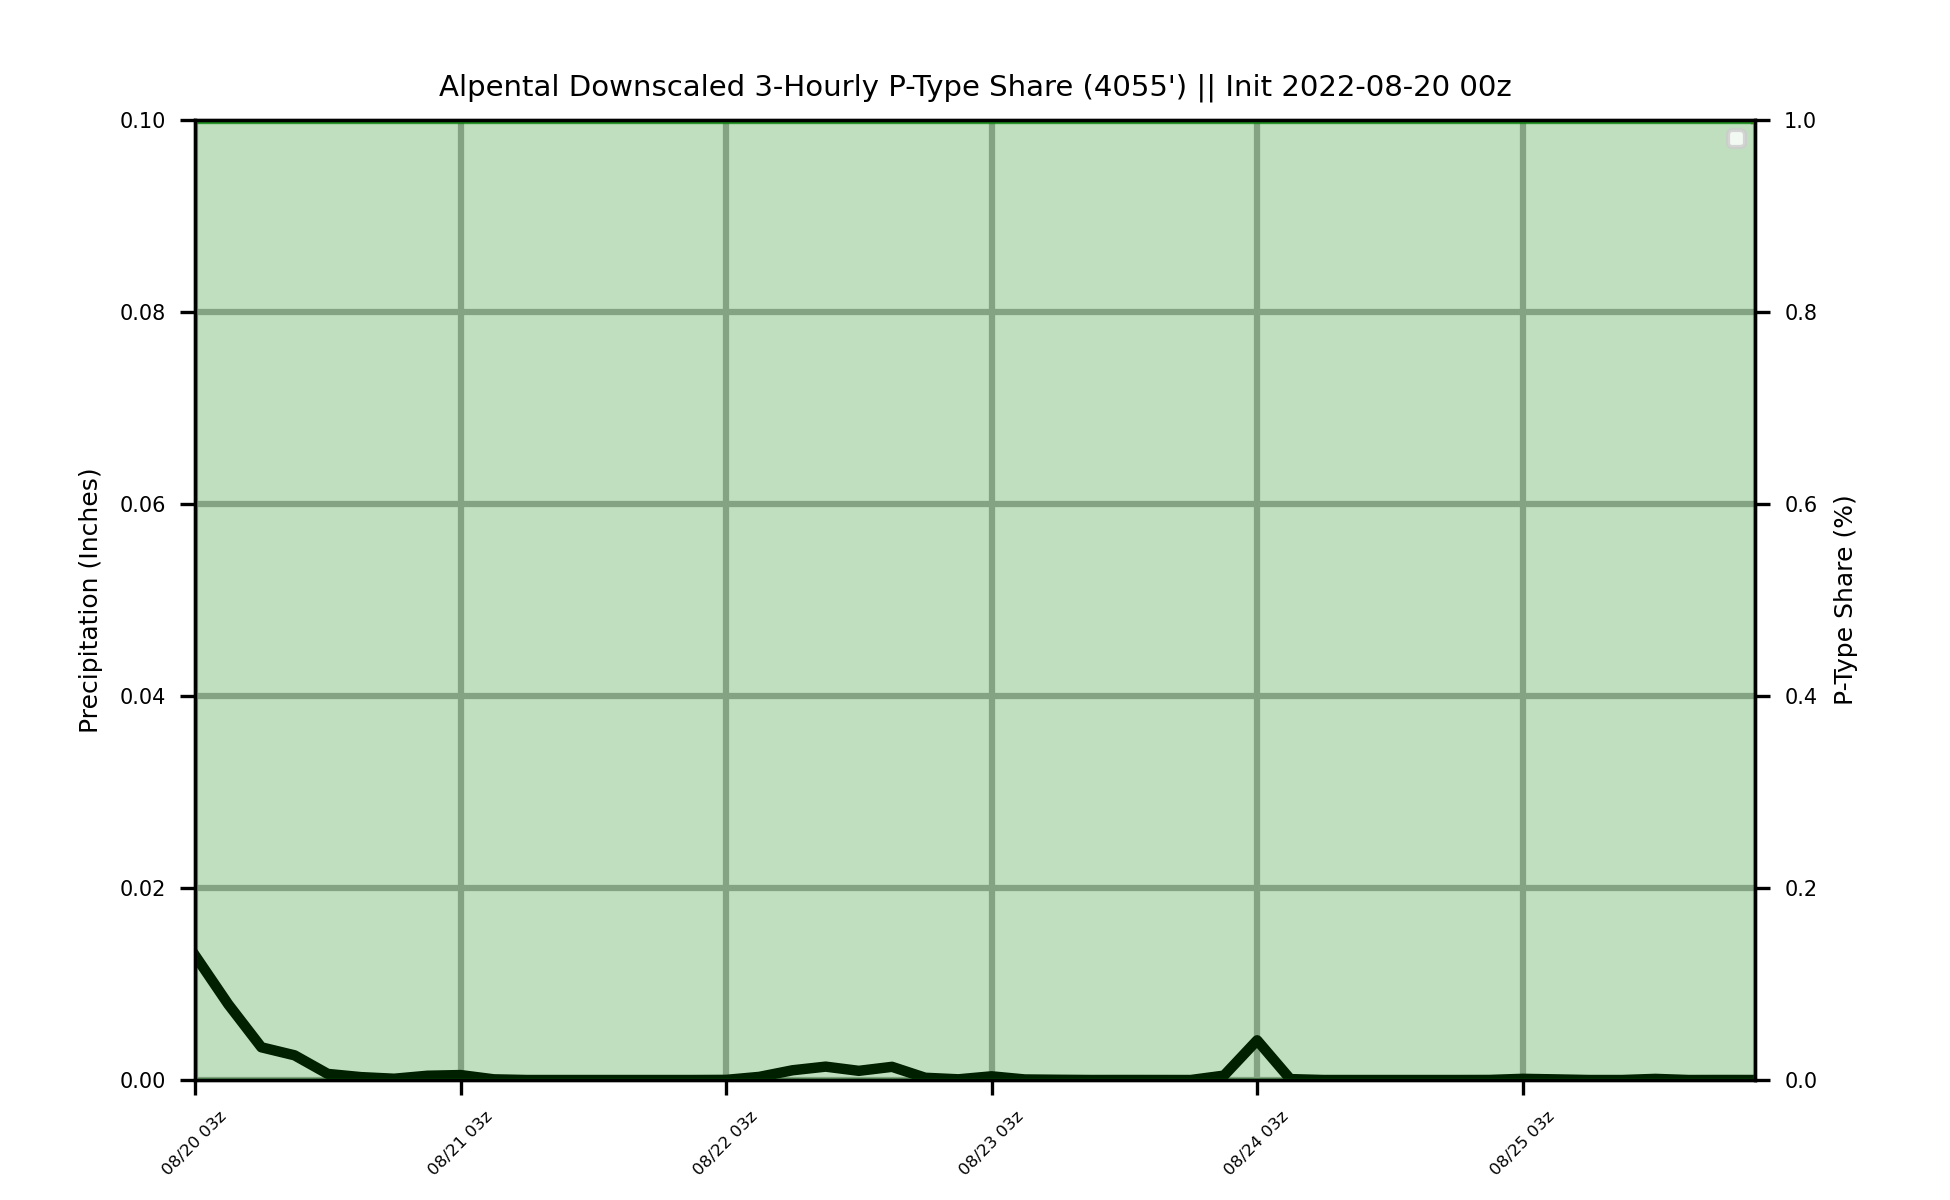 Alpental Downscaled 3-Hourly P-Type Share (4055') || Init 2022-08-20 00z
0.10
0.08
0.06
0.04
0.02
0.00
Precipitation (Inches)
1.0
0.8
0.6
0.4
0.2
0.0
P-Type Share (%)
08/20 03z
08/21 03z
08/22 03z
08/23 03z
08/24 03z
08/25 03z